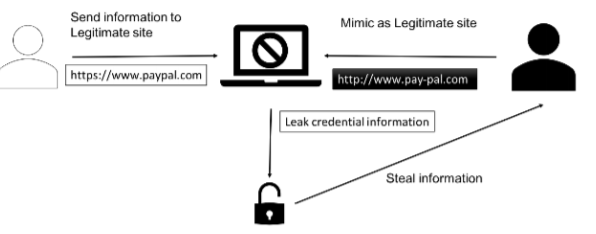 Send information to
Legitimate site
Mimic as Legitimate site
https://www.paypal.com
http://www.pay-pal.com
Leak credential information
Steal information